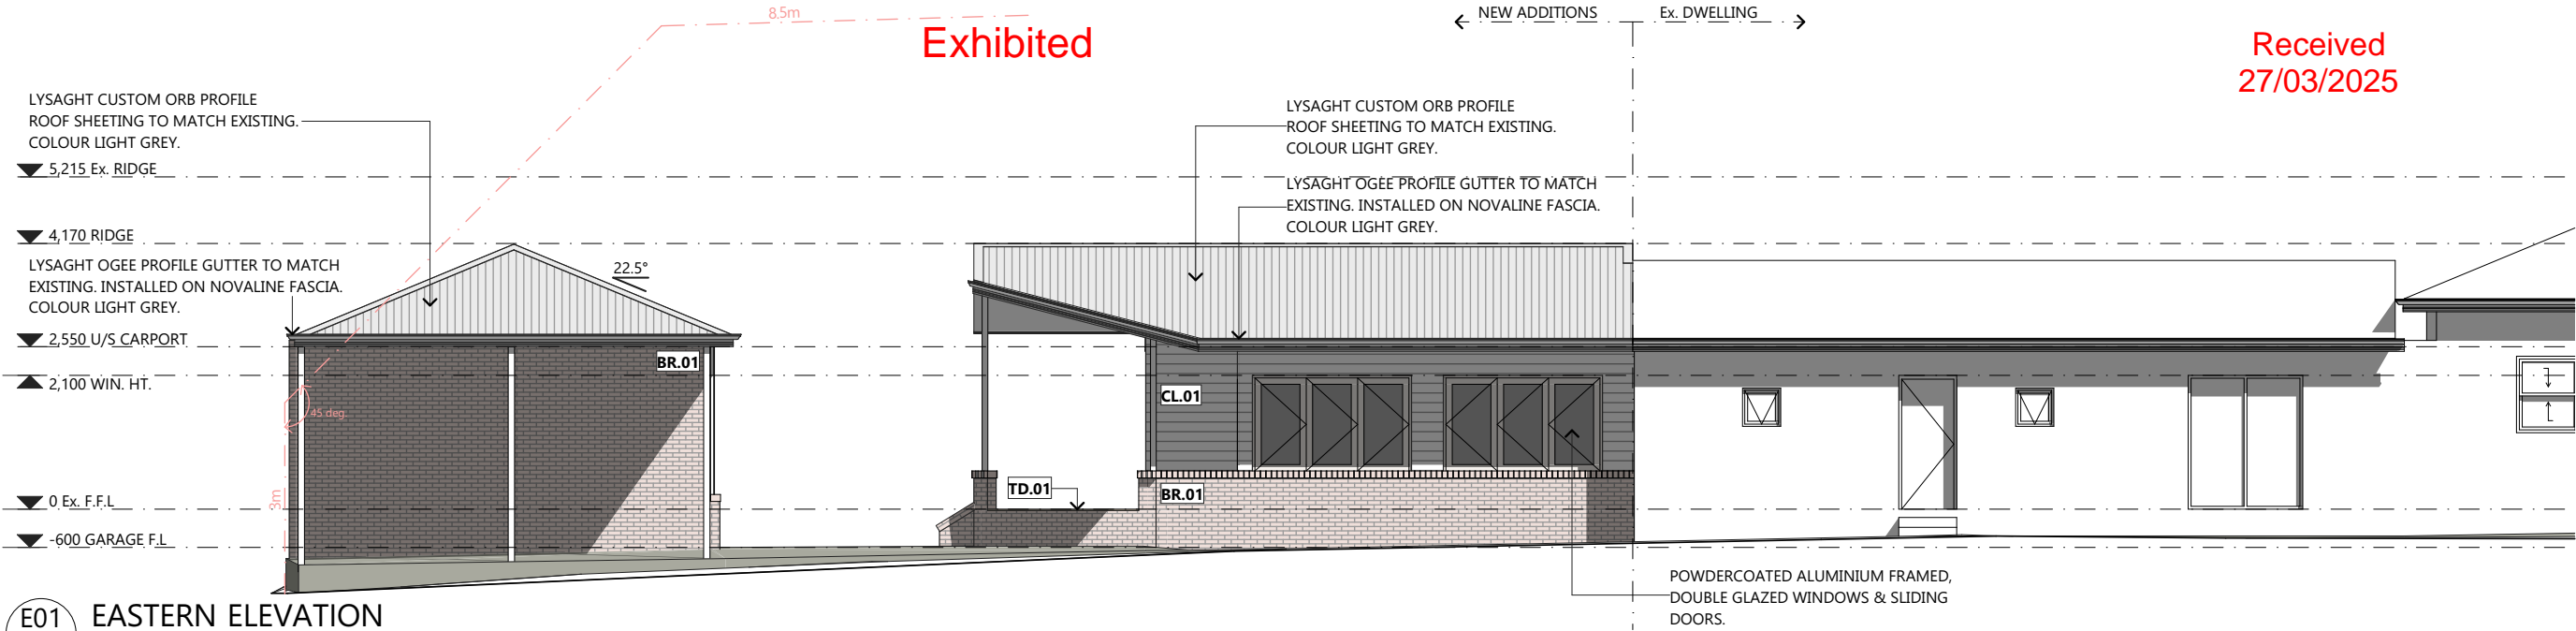 8.5m
Exhibited
NEW ADDITIONS
Ex. DWELLING
Received
27/03/2025
LYSAGHT CUSTOM ORB PROFILE
ROOF SHEETING TO MATCH EXISTING.
COLOUR LIGHT GREY.
5,215 Ex. RIDGE
4,170 RIDGE
LYSAGHT OGEE PROFILE GUTTER TO MATCH
EXISTING. INSTALLED ON NOVALINE FASCIA.
COLOUR LIGHT GREY.
2,550 U/S CARPORT
2,100 WIN. HT.
0 Ex. F.F.L
-600 GARAGE F.L
22.5°
BR.01
45 deg.
3m
LYSAGHT CUSTOM ORB PROFILE
ROOF SHEETING TO MATCH EXISTING.
COLOUR LIGHT GREY.
LYSAGHT OGEE PROFILE GUTTER TO MATCH
EXISTING. INSTALLED ON NOVALINE FASCIA.
COLOUR LIGHT GREY.
CL.01
TD.01
BR.01
POWDERCOATED ALUMINIUM FRAMED,
DOUBLE GLAZED WINDOWS & SLIDING
DOORS.
E01
EASTERN ELEVATION